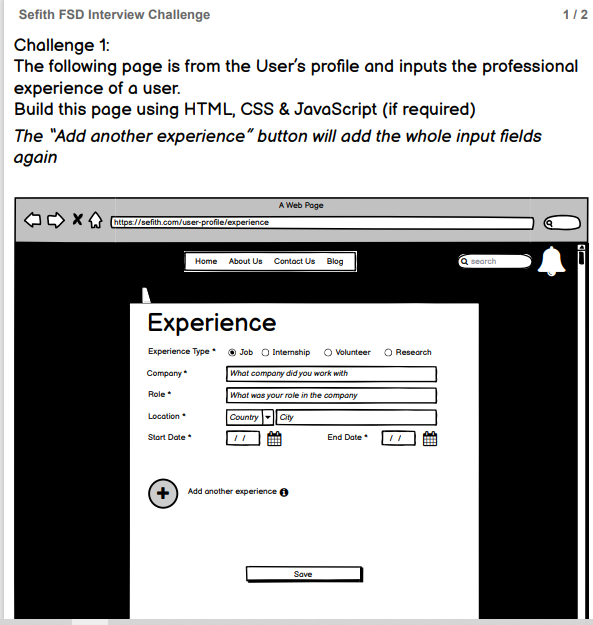 Sefith FSD Interview Challenge 1 / 2
Challenge 1:
The following page is from the User's profile and inputs the professional
experience of a user.
Build this page using HTML, CSS & JavaScript (if required)
The "Add another experience" button will add the whole input fields
again
A Web Page
https://sefith.com/user-profile/experience
Home About Us Contact Us Blog
search
Experience
Experience Type * Job Internship Volunteer Research
Company * What company did you work with
Role * What was your role in the company
Location * Country City
Start Date * / / End Date * / /
Add another experience
Save